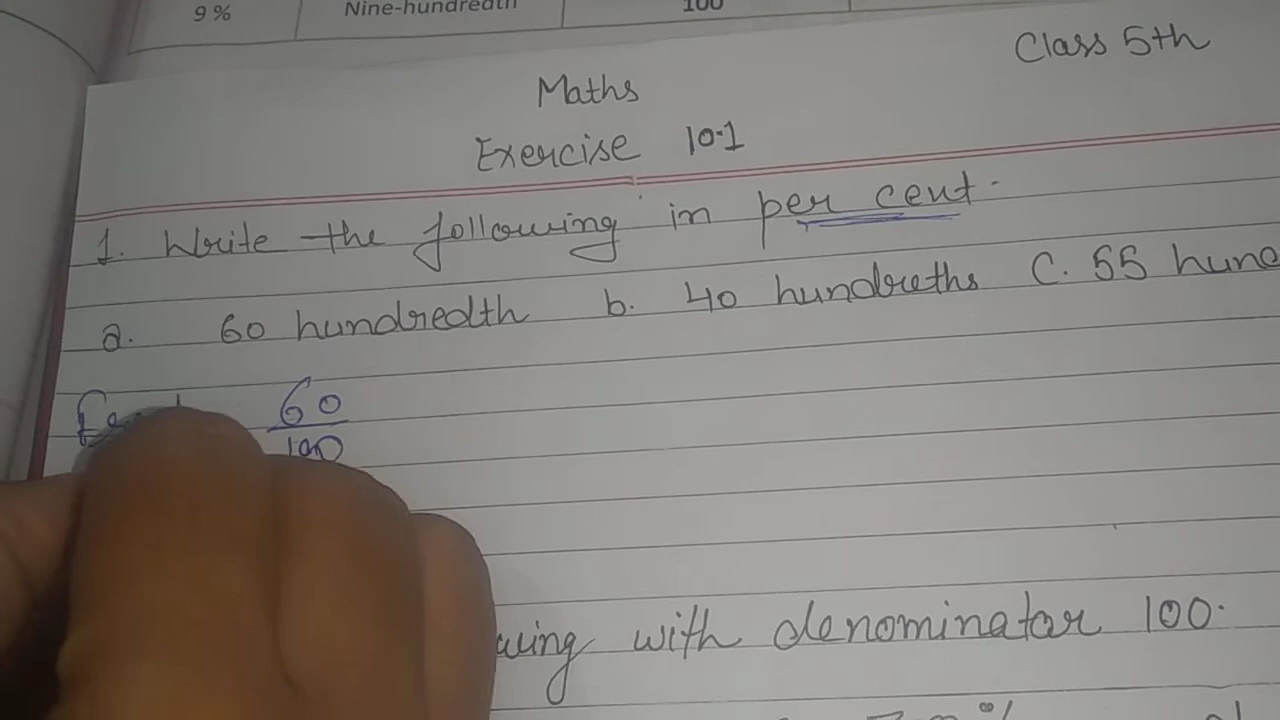 9 % Nine-hundredth 100
Class 5th
Maths
Exercise 10.1
1. Write the following in per cent.
a. 60 hundredth b. 40 hundreths C. 55 hund
60
100
wing with denominator 100.